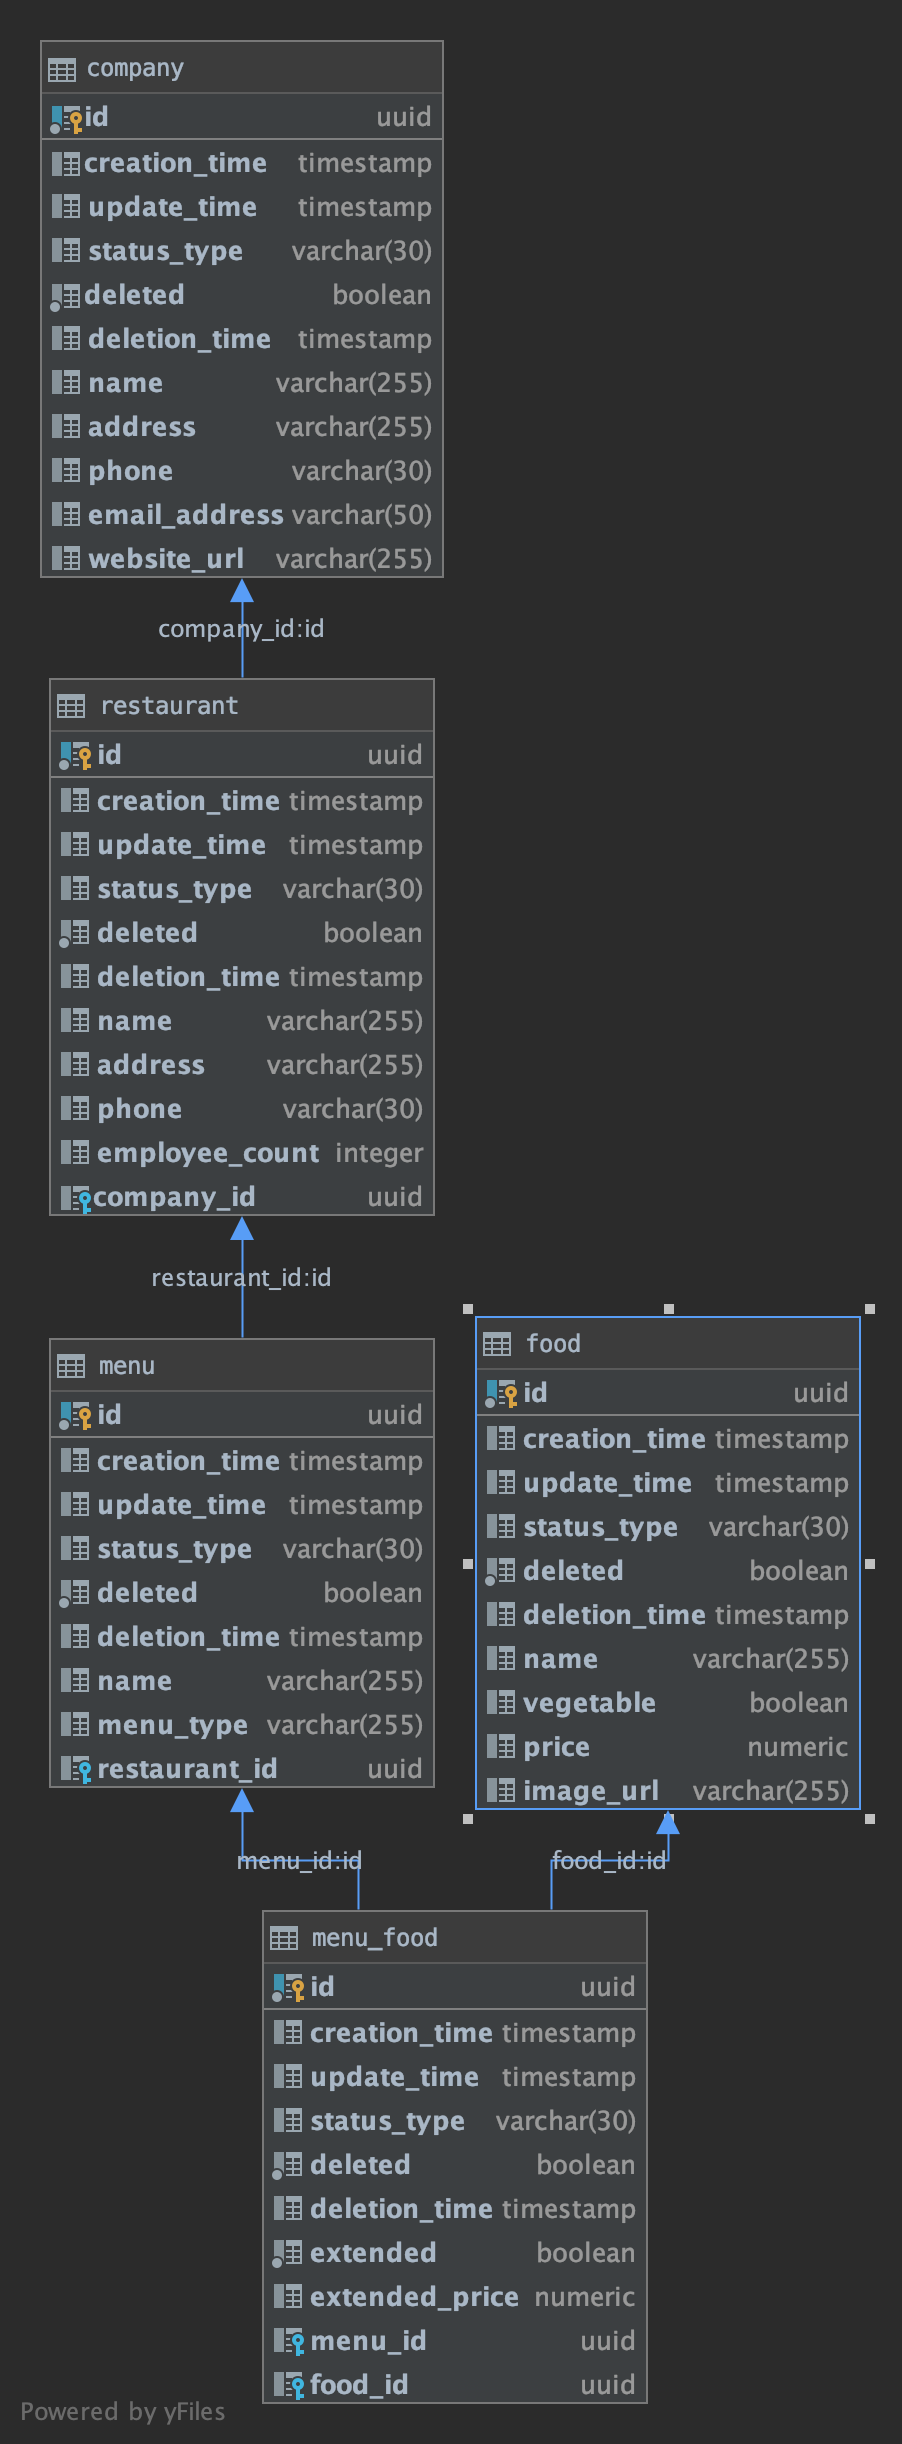 company
id uuid
creation_time timestamp
update_time timestamp
status_type varchar(30)
deleted boolean
deletion_time timestamp
name varchar(255)
address varchar(255)
phone varchar(30)
email_address varchar(50)
website_url varchar(255)
company_id:id
restaurant
id uuid
creation_time timestamp
update_time timestamp
status_type varchar(30)
deleted boolean
deletion_time timestamp
name varchar(255)
address varchar(255)
phone varchar(30)
employee_count integer
company_id uuid
restaurant_id:id
menu
id uuid
creation_time timestamp
update_time timestamp
status_type varchar(30)
deleted boolean
deletion_time timestamp
name varchar(255)
menu_type varchar(255)
restaurant_id uuid
food
id uuid
creation_time timestamp
update_time timestamp
status_type varchar(30)
deleted boolean
deletion_time timestamp
name varchar(255)
vegetable boolean
price numeric
image_url varchar(255)
menu_id:id
food_id:id
menu_food
id uuid
creation_time timestamp
update_time timestamp
status_type varchar(30)
deleted boolean
deletion_time timestamp
extended boolean
extended_price numeric
menu_id uuid
food_id uuid
Powered by yFiles